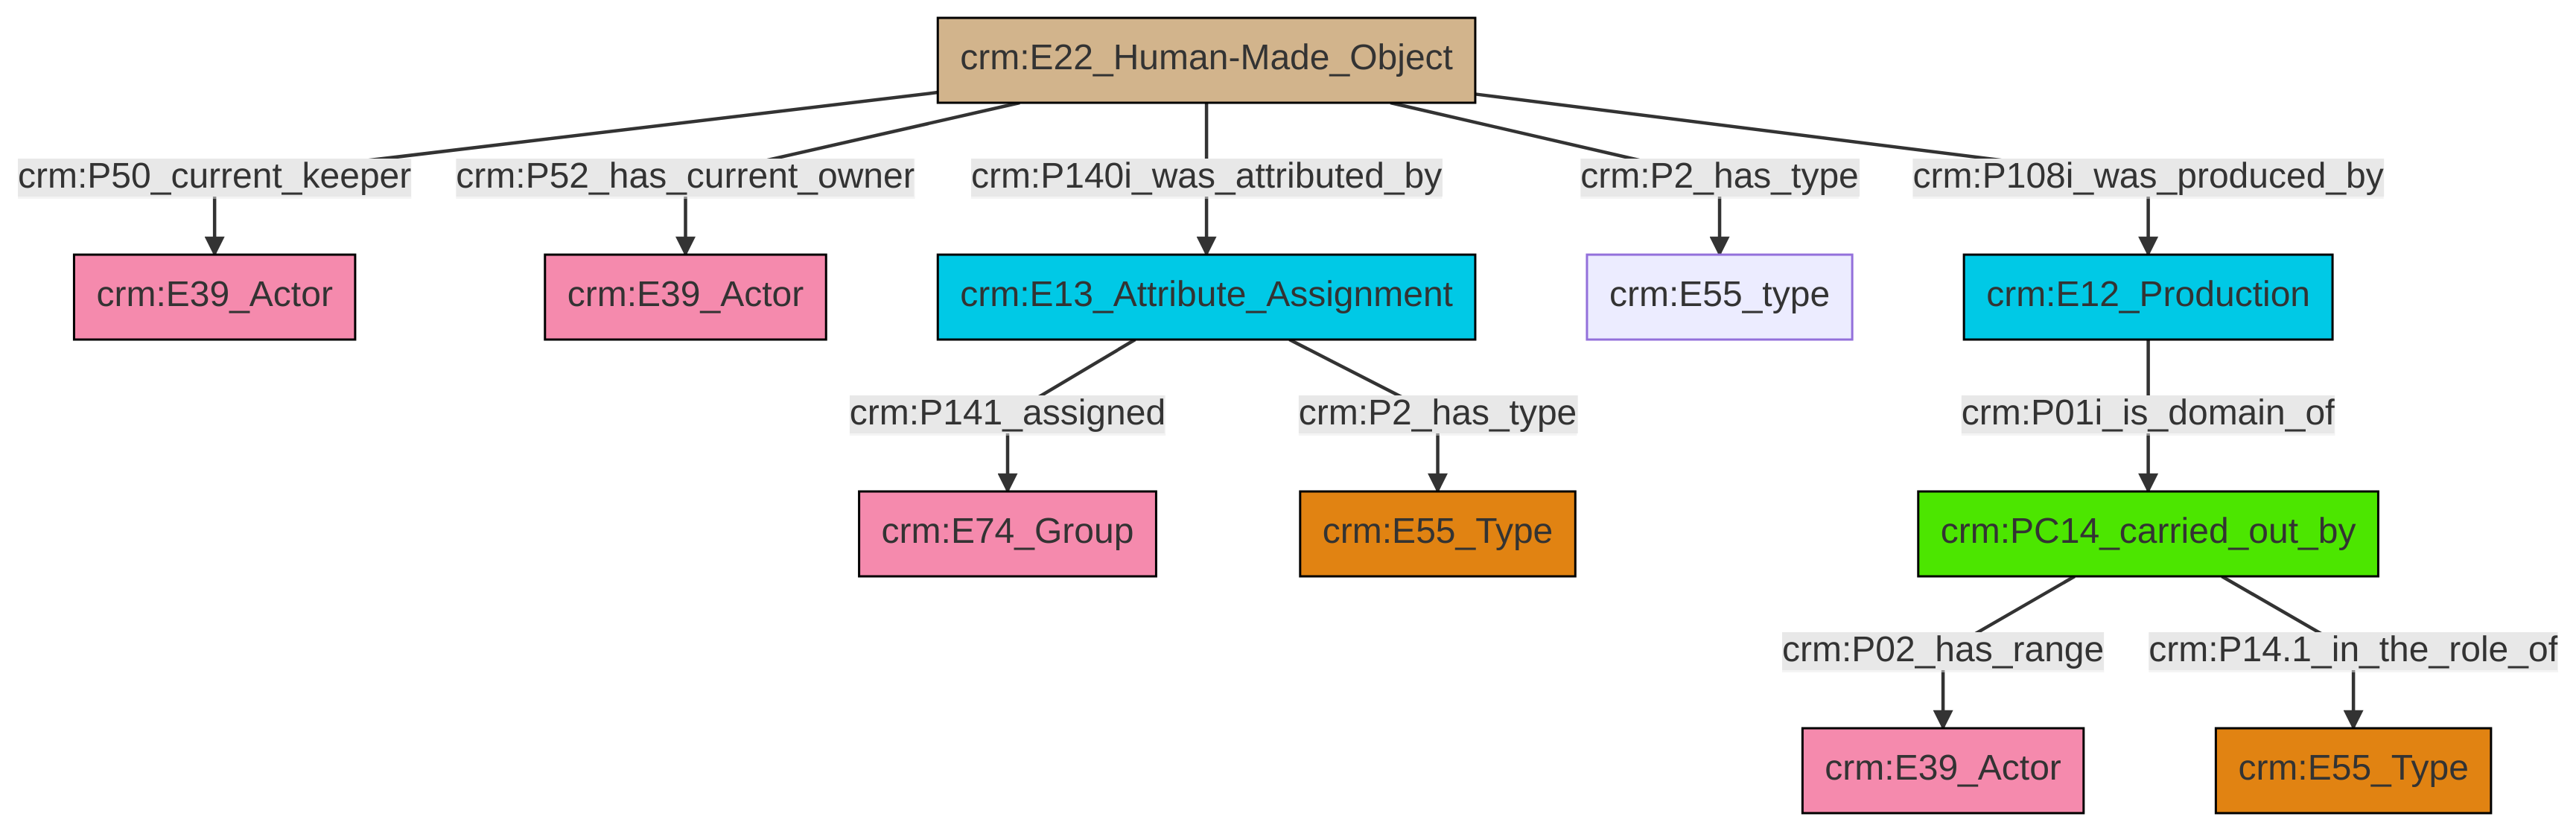 crm:E22_Human-Made_Object
crm:P50_current_keeper
crm:P52_has_current_owner
crm:P140i_was_attributed_by
crm:P2_has_type
crm:P108i_was_produced_by
crm:E39_Actor
crm:E39_Actor
crm:E13_Attribute_Assignment
crm:E55_type
crm:E12_Production
crm:P141_assigned
crm:P2_has_type
crm:P01i_is_domain_of
crm:E74_Group
crm:E55_Type
crm:PC14_carried_out_by
crm:P02_has_range
crm:P14.1_in_the_role_of
crm:E39_Actor
crm:E55_Type